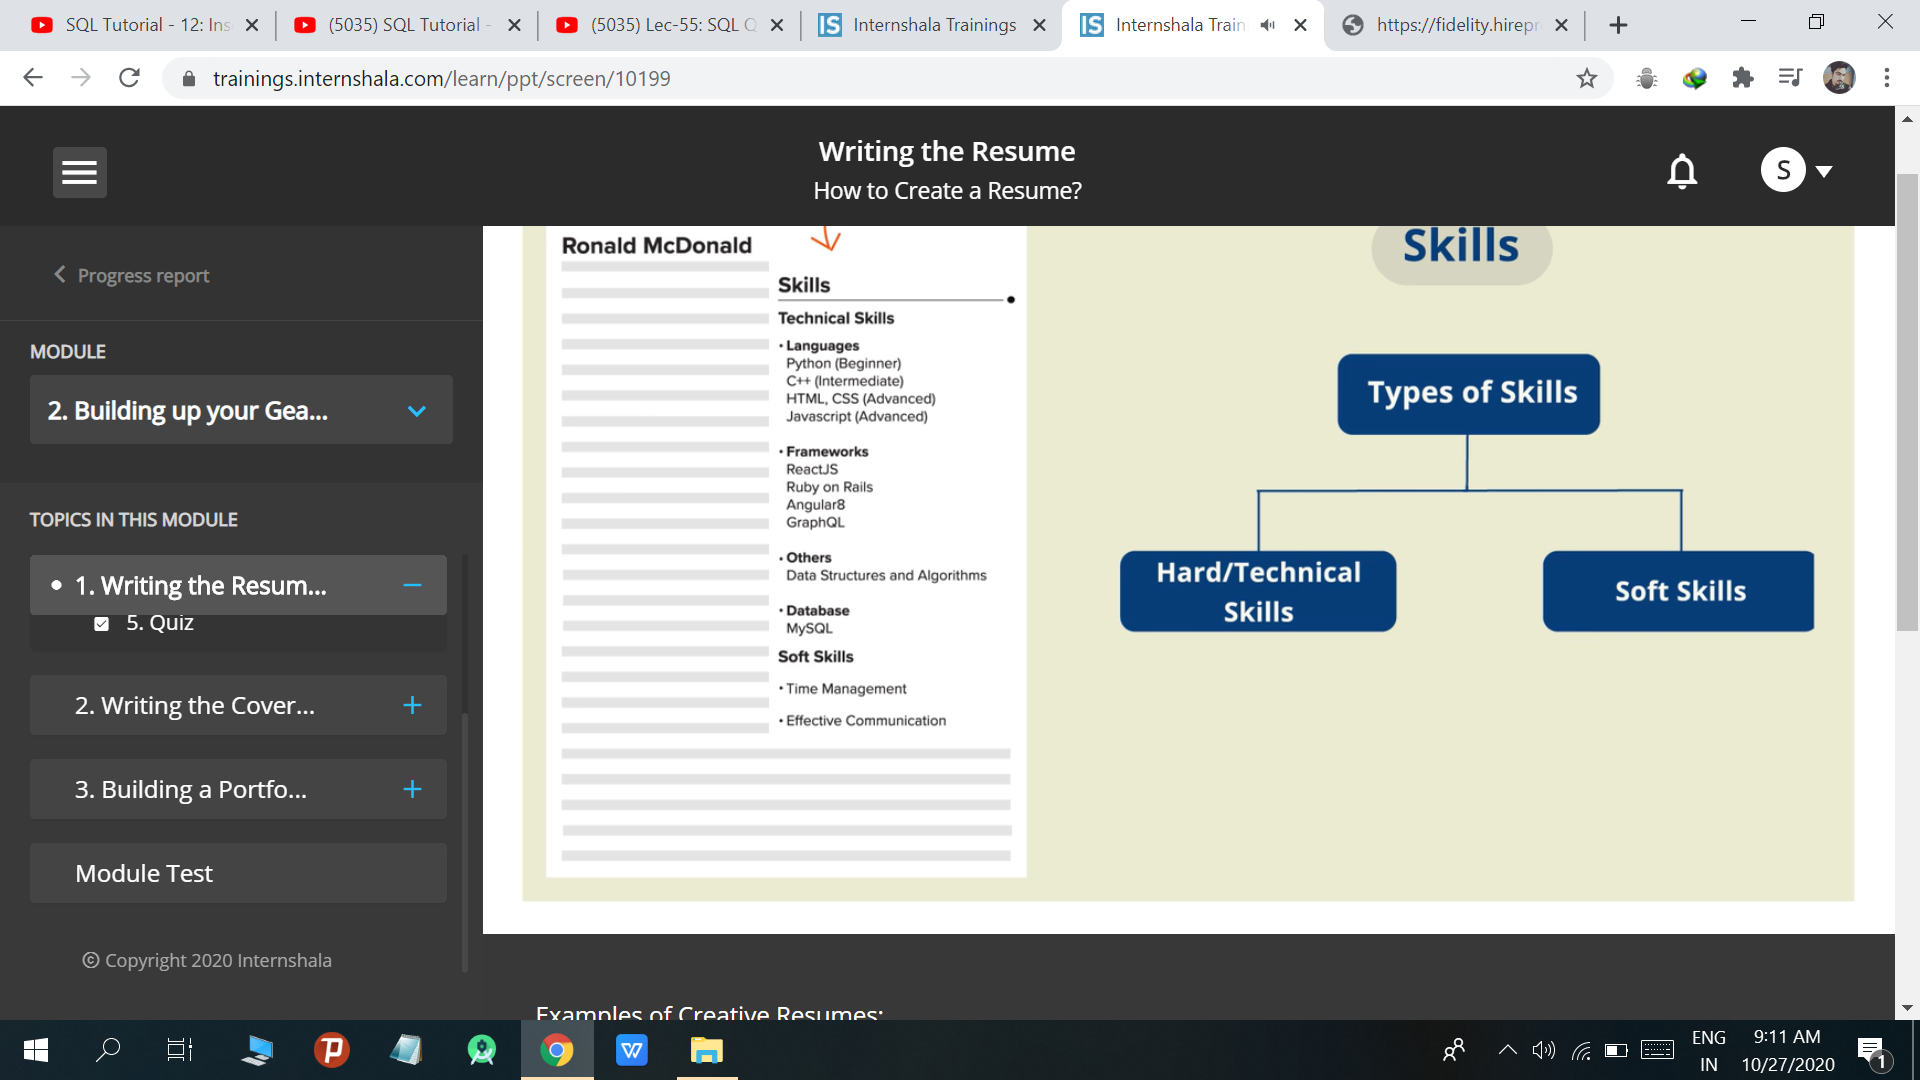 SQL Tutorial - 12: Ins
(5035) SQL Tutorial -
(5035) Lec-55: SQL Q
IS Internshala Trainings
IS Internshala Train
https://fidelity.hirepr
trainings.internshala.com/learn/ppt/screen/10199
Writing the Resume
How to Create a Resume?
S
Progress report
MODULE
2. Building up your Gea...
TOPICS IN THIS MODULE
1. Writing the Resum...
5. Quiz
2. Writing the Cover...
3. Building a Portfo...
Module Test
© Copyright 2020 Internshala
Ronald McDonald
Skills
Technical Skills
• Languages
Python (Beginner)
C++ (Intermediate)
HTML, CSS (Advanced)
Javascript (Advanced)
• Frameworks
ReactJS
Ruby on Rails
Angular8
GraphQL
• Others
Data Structures and Algorithms
• Database
MySQL
Soft Skills
• Time Management
• Effective Communication
Skills
Types of Skills
Hard/Technical
Skills
Soft Skills
Examples of Creative Resumes:
P
W
ENG
IN
9:11 AM
10/27/2020
1